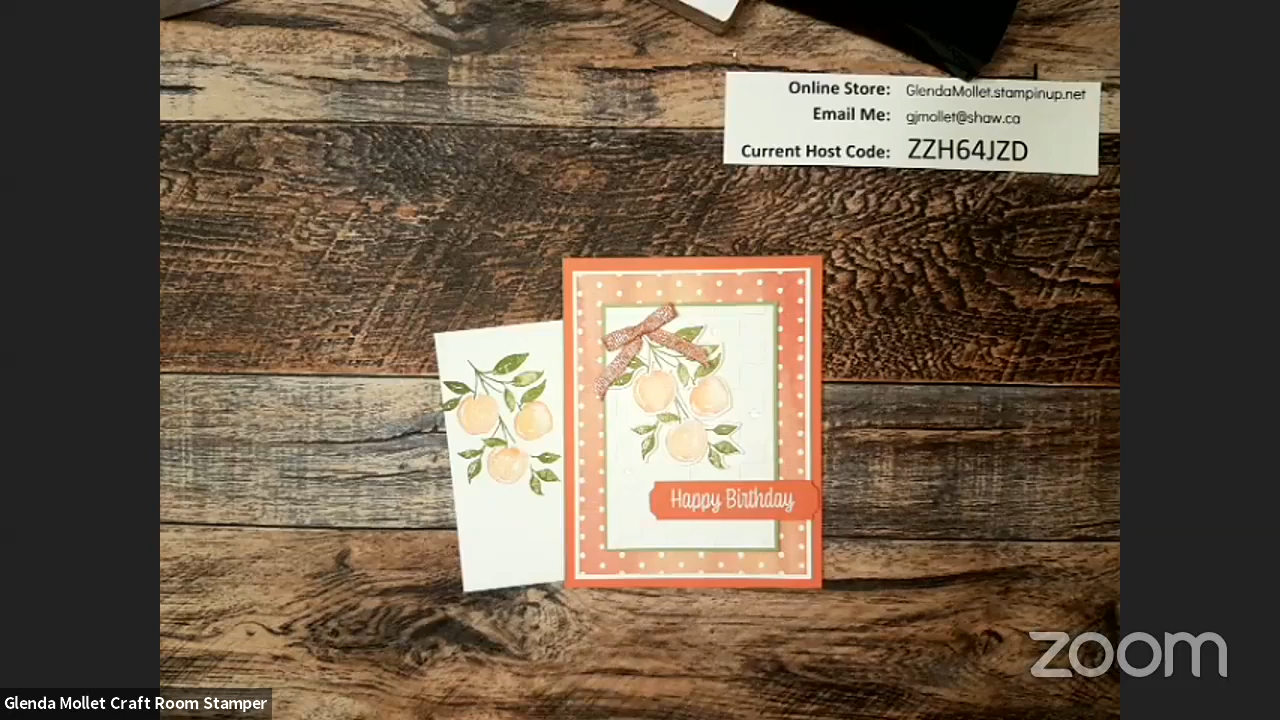 Online Store: GlendaMollet.stampinup.net
Email Me: gjmollet@shaw.ca
Current Host Code: ZZH64JZD
Happy Birthday
zoom
Glenda Mollet Craft Room Stamper